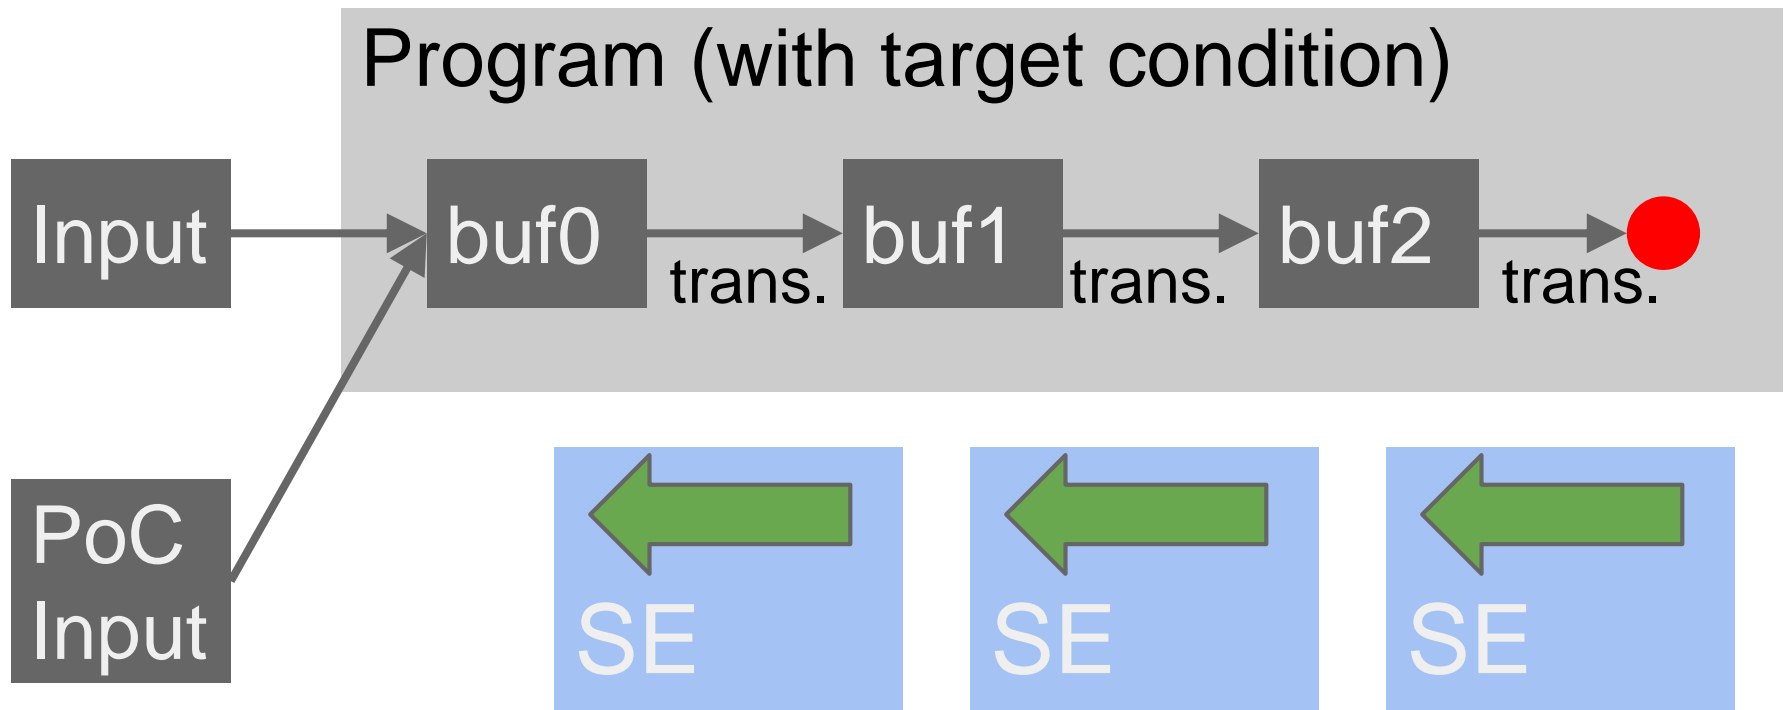 Program (with target condition)
Input
buf0
buf1
buf2
trans.
trans.
trans.
PoC
Input
SE
SE
SE